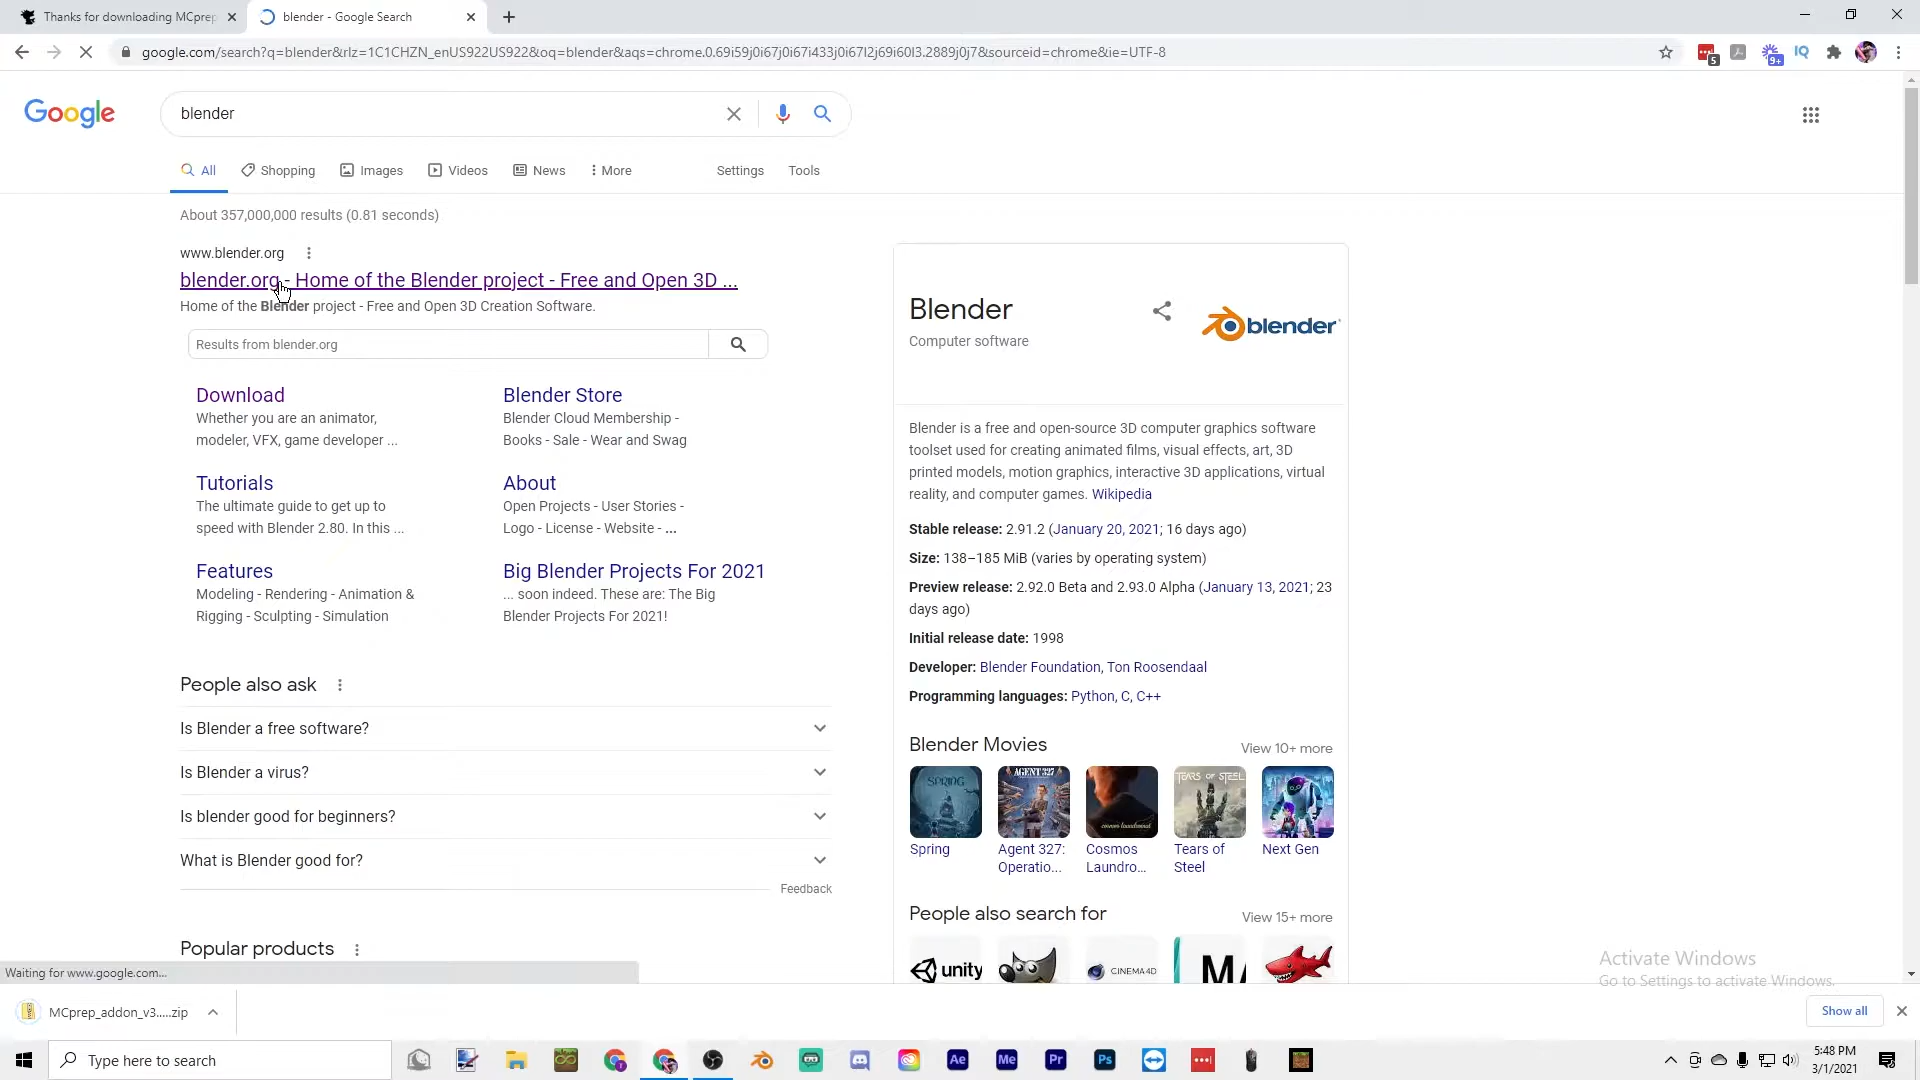 Thanks for downloading MCprep
blender - Google Search
google.com/search?q=blender&rlz=1C1CHZN_enUS922US922&oq=blender&aqs=chrome.0.69i59j0i67j0i67i433j0i67l2j69i60l3.2889j0j7&sourceid=chrome&ie=UTF-8
5
9+
IQ
Google
blender
All
Shopping
Images
Videos
News
More
Settings
Tools
About 357,000,000 results (0.81 seconds)
www.blender.org
blender.org - Home of the Blender project - Free and Open 3D ...
Home of the Blender project - Free and Open 3D Creation Software.
Results from blender.org
Download
Whether you are an animator,
modeler, VFX, game developer ...
Blender Store
Blender Cloud Membership -
Books - Sale - Wear and Swag
Tutorials
The ultimate guide to get up to
speed with Blender 2.80. In this ...
About
Open Projects - User Stories -
Logo - License - Website - ...
Features
Modeling - Rendering - Animation &
Rigging - Sculpting - Simulation
Big Blender Projects For 2021
... soon indeed. These are: The Big
Blender Projects For 2021!
People also ask
Is Blender a free software?
Is Blender a virus?
Is blender good for beginners?
What is Blender good for?
Feedback
Popular products
Blender
Computer software
blender
Blender is a free and open-source 3D computer graphics software
toolset used for creating animated films, visual effects, art, 3D
printed models, motion graphics, interactive 3D applications, virtual
reality, and computer games. Wikipedia
Stable release: 2.91.2 (January 20, 2021; 16 days ago)
Size: 138–185 MiB (varies by operating system)
Preview release: 2.92.0 Beta and 2.93.0 Alpha (January 13, 2021; 23
days ago)
Initial release date: 1998
Developer: Blender Foundation, Ton Roosendaal
Programming languages: Python, C, C++
Blender Movies
View 10+ more
SPRING
AGENT 327
cosmos laundromat
TEARS OF STEEL
Spring
Agent 327:
Operatio...
Cosmos
Laundro...
Tears of
Steel
Next Gen
People also search for
View 15+ more
unity
CINEMA 4D
M
Activate Windows
Go to Settings to activate Windows.
Waiting for www.google.com...
MCprep_addon_v3.....zip
Show all
Type here to search
Ae
Me
Pr
Ps
5:48 PM
3/1/2021